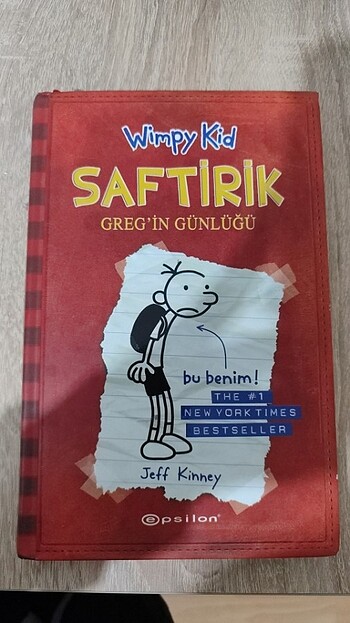 Wimpy Kid
SAFTİRİK
GREG'İN GÜNLÜĞÜ
bu benim!
THE #1
NEW YORK TIMES
BESTSELLER
Jeff Kinney
epsilon